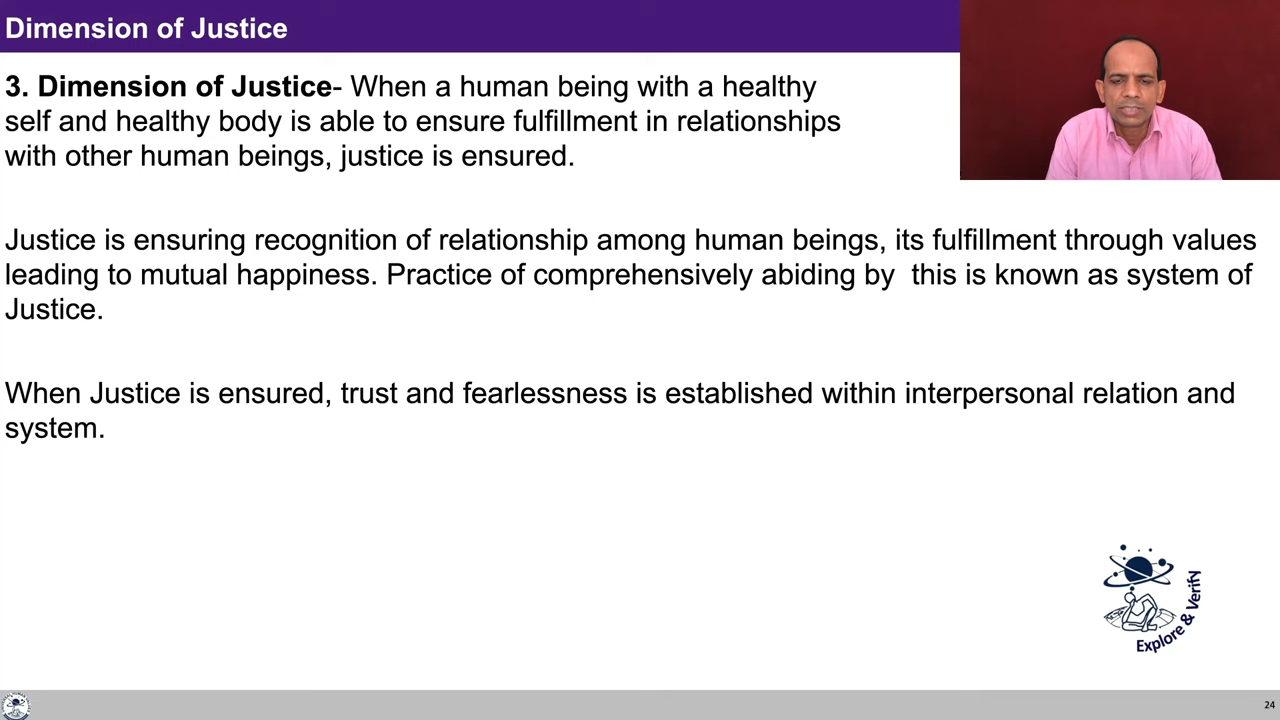 Dimension of Justice
3. Dimension of Justice- When a human being with a healthy
self and healthy body is able to ensure fulfillment in relationships
with other human beings, justice is ensured.
Justice is ensuring recognition of relationship among human beings, its fulfillment through values
leading to mutual happiness. Practice of comprehensively abiding by  this is known as system of
Justice.
When Justice is ensured, trust and fearlessness is established within interpersonal relation and
system.
Explore & Verify
24